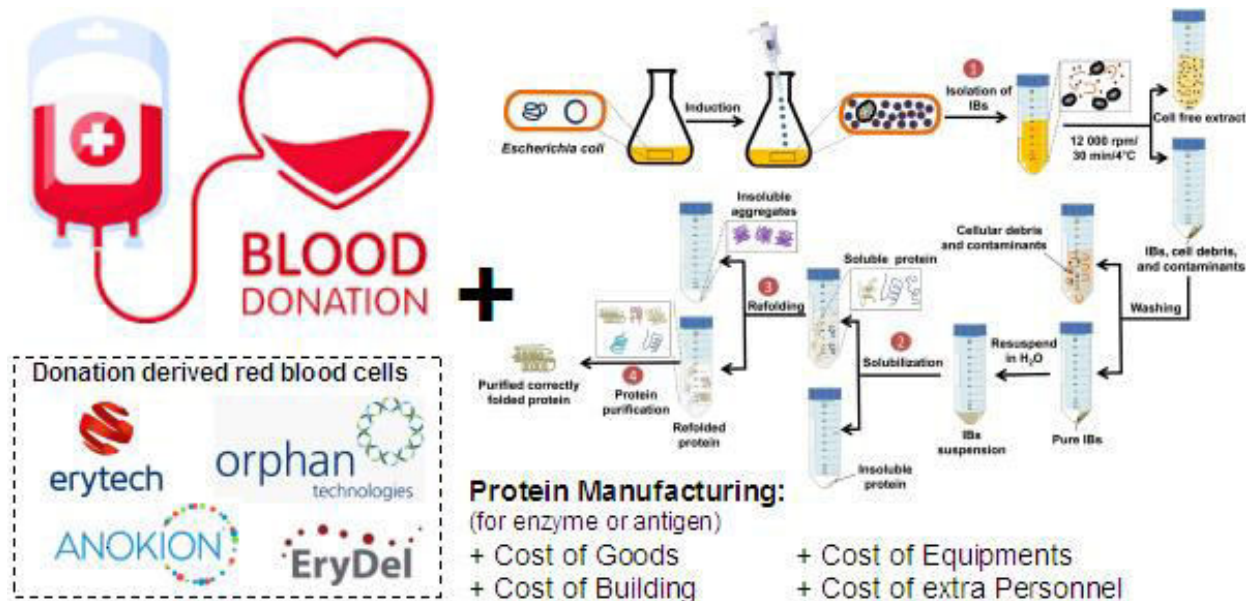 BLOOD
DONATION
Donation derived red blood cells
erytech
orphan
technologies
ANOKION
EryDel
+
Escherichia coli
Induction
1
Isolation of
IBs
12 000 rpm/
30 min/4°C
Cell free extract
IBs, cell debris,
and contaminants
Washing
Cellular debris
and contaminants
Pure IBs
Resuspend
in H₂O
IBs
suspension
2
Solubilization
Soluble protein
Insoluble
protein
3
Refolding
Insoluble
aggregates
Refolded
protein
4
Protein
purification
Purified correctly
folded protein
Protein Manufacturing:
(for enzyme or antigen)
+ Cost of Goods
+ Cost of Equipments
+ Cost of Building
+ Cost of extra Personnel